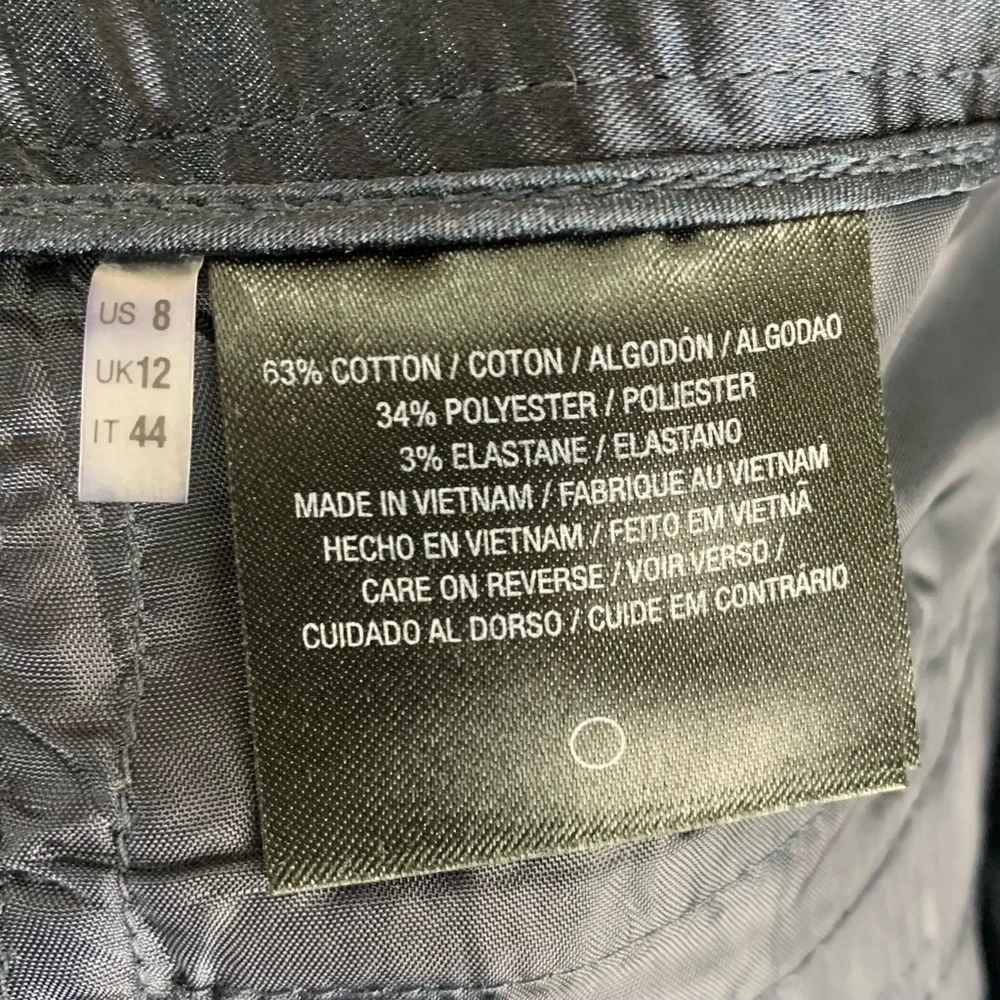 US 8
UK 12
IT 44
63% COTTON / COTON / ALGODÓN / ALGODAO
34% POLYESTER / POLIESTER
3% ELASTANE / ELASTANO
MADE IN VIETNAM / FABRIQUE AU VIETNAM
HECHO EN VIETNAM / FEITO EM VIETNÃ
CARE ON REVERSE / VOIR VERSO /
CUIDADO AL DORSO / CUIDE EM CONTRÁRIO